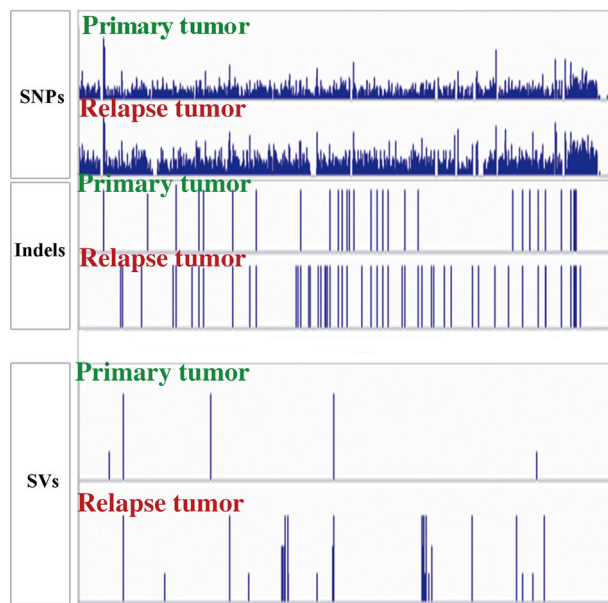 Primary tumor
SNPs
Relapse tumor
Primary tumor
Indels
Relapse tumor
Primary tumor
SVs
Relapse tumor